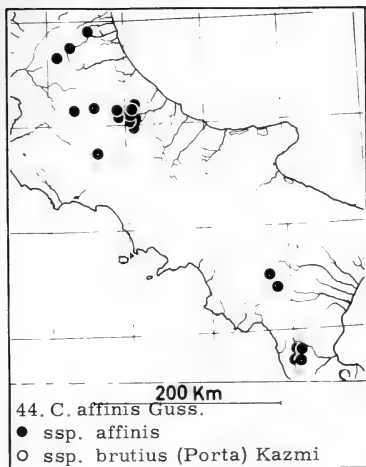 200 Km
44. C. affinis Guss.
● ssp. affinis
○ ssp. brutius (Porta) Kazmi